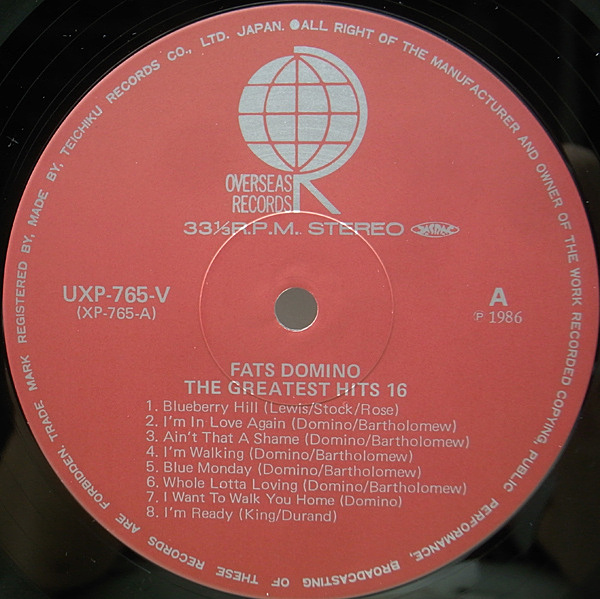 TRADE MARK REGISTERED BY, MADE BY, TEICHIKU RECORDS CO., LTD. JAPAN. ●ALL RIGHT OF THE MANUFACTURER AND OWNER OF THE WORK RECORDED COPYING, PUBLIC PERFORMANCE, BROADCASTING OF THESE RECORDS ARE FORBIDDEN.
OVERSEAS
RECORDS
33⅓ R.P.M.. STEREO JASRAC
UXP-765-V
(XP-765-A)
A
℗ 1986
FATS DOMINO
THE GREATEST HITS 16
1. Blueberry Hill (Lewis/Stock/Rose)
2. I'm In Love Again (Domino/Bartholomew)
3. Ain't That A Shame (Domino/Bartholomew)
4. I'm Walking (Domino/Bartholomew)
5. Blue Monday (Domino/Bartholomew)
6. Whole Lotta Loving (Domino/Bartholomew)
7. I Want To Walk You Home (Domino)
8. I'm Ready (King/Durand)